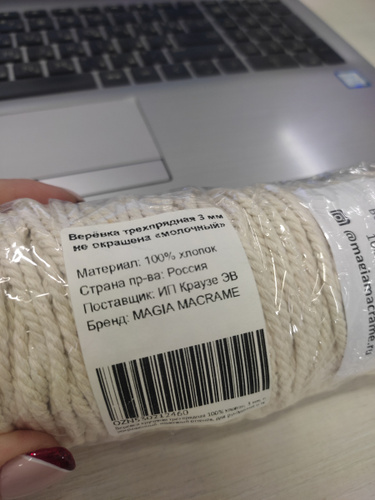 Верёвка трехпрядная 3 мм
не окрашена «молочный»
Материал: 100% хлопок
Страна пр-ва: Россия
Поставщик: ИП Краузе ЭВ
Бренд: MAGIA MACRAME
OZN550212460
@magiamacrame.ru